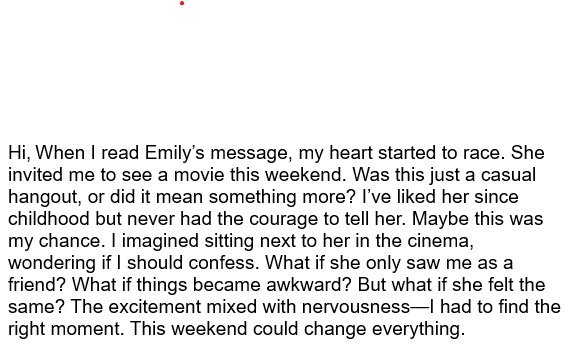 Hi, When I read Emily’s message, my heart started to race. She
invited me to see a movie this weekend. Was this just a casual
hangout, or did it mean something more? I’ve liked her since
childhood but never had the courage to tell her. Maybe this was
my chance. I imagined sitting next to her in the cinema,
wondering if I should confess. What if she only saw me as a
friend? What if things became awkward? But what if she felt the
same? The excitement mixed with nervousness—I had to find the
right moment. This weekend could change everything.